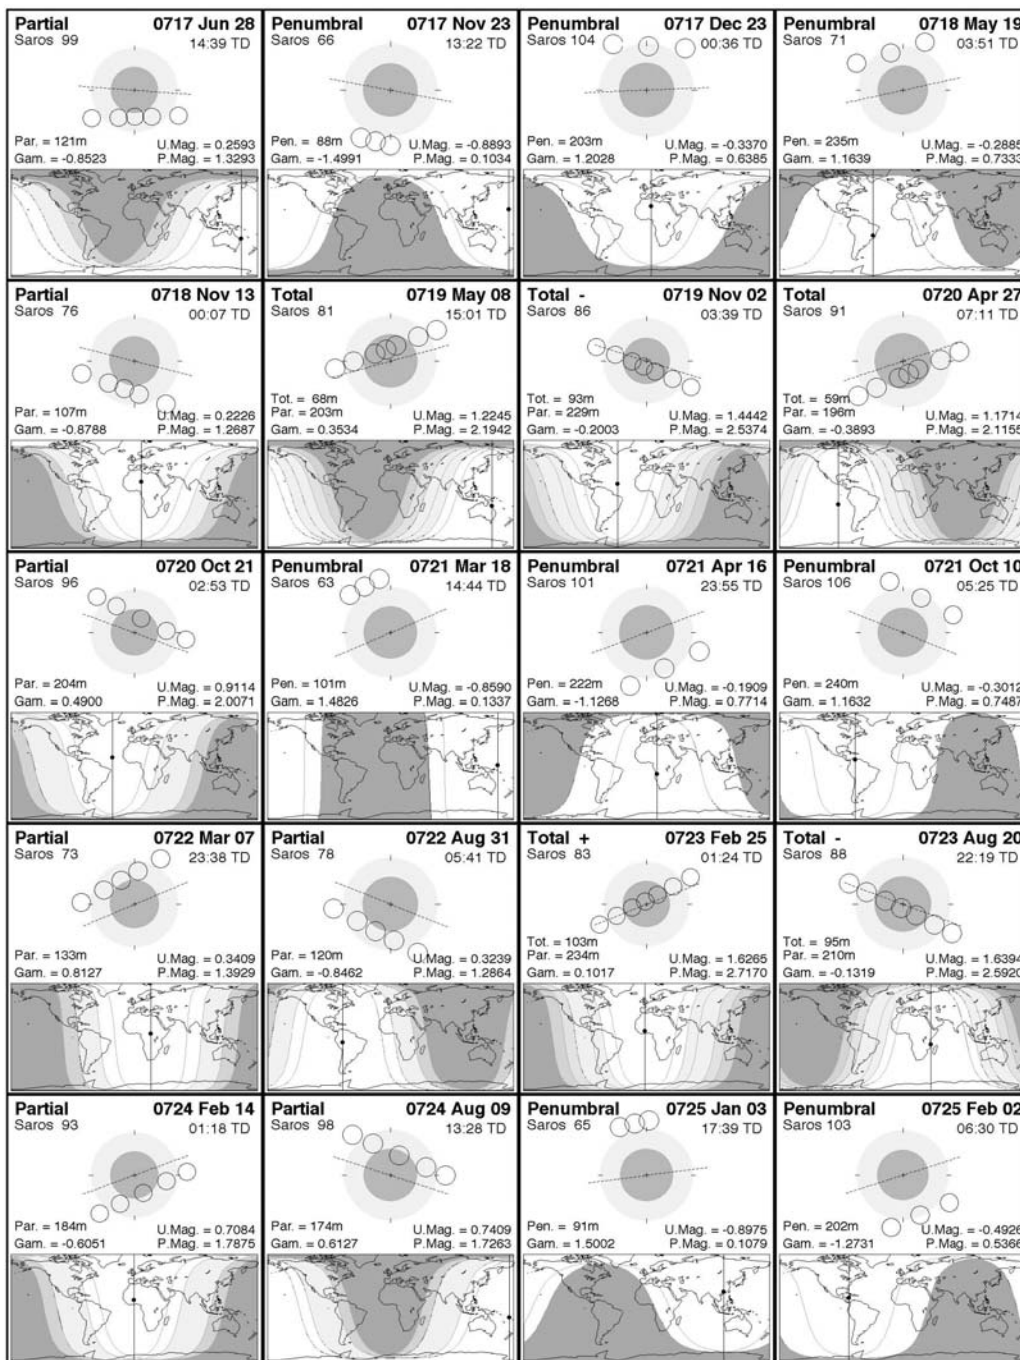 Partial 0717 Jun 28
Saros 99 14:39 TD
Par. = 121m U.Mag. = 0.2593
Gam. = -0.8523 P.Mag. = 1.3293
Penumbral 0717 Nov 23
Saros 66 13:22 TD
Pen. = 88m U.Mag. = -0.8893
Gam. = -1.4991 P.Mag. = 0.1034
Penumbral 0717 Dec 23
Saros 104 00:36 TD
Pen. = 203m U.Mag. = -0.3370
Gam. = 1.2028 P.Mag. = 0.6385
Penumbral 0718 May 19
Saros 71 03:51 TD
Pen. = 235m U.Mag. = -0.2885
Gam. = 1.1639 P.Mag. = 0.7333
Partial 0718 Nov 13
Saros 76 00:07 TD
Par. = 107m U.Mag. = 0.2226
Gam. = -0.8788 P.Mag. = 1.2687
Total 0719 May 08
Saros 81 15:01 TD
Tot. = 68m
Par. = 203m U.Mag. = 1.2245
Gam. = 0.3534 P.Mag. = 2.1942
Total - 0719 Nov 02
Saros 86 03:39 TD
Tot. = 93m
Par. = 229m U.Mag. = 1.4442
Gam. = -0.2003 P.Mag. = 2.5374
Total 0720 Apr 27
Saros 91 07:11 TD
Tot. = 59m
Par. = 196m U.Mag. = 1.1714
Gam. = -0.3893 P.Mag. = 2.1155
Partial 0720 Oct 21
Saros 96 02:53 TD
Par. = 204m U.Mag. = 0.9114
Gam. = 0.4900 P.Mag. = 2.0071
Penumbral 0721 Mar 18
Saros 63 14:44 TD
Pen. = 101m U.Mag. = -0.8590
Gam. = 1.4826 P.Mag. = 0.1337
Penumbral 0721 Apr 16
Saros 101 23:55 TD
Pen. = 222m U.Mag. = -0.1909
Gam. = -1.1268 P.Mag. = 0.7714
Penumbral 0721 Oct 10
Saros 106 05:25 TD
Pen. = 240m U.Mag. = -0.3012
Gam. = 1.1632 P.Mag. = 0.7487
Partial 0722 Mar 07
Saros 73 23:38 TD
Par. = 133m U.Mag. = 0.3409
Gam. = 0.8127 P.Mag. = 1.3929
Partial 0722 Aug 31
Saros 78 05:41 TD
Par. = 120m U.Mag. = 0.3239
Gam. = -0.8462 P.Mag. = 1.2864
Total + 0723 Feb 25
Saros 83 01:24 TD
Tot. = 103m
Par. = 234m U.Mag. = 1.6265
Gam. = 0.1017 P.Mag. = 2.7170
Total - 0723 Aug 20
Saros 88 22:19 TD
Tot. = 95m
Par. = 210m U.Mag. = 1.6394
Gam. = -0.1319 P.Mag. = 2.5920
Partial 0724 Feb 14
Saros 93 01:18 TD
Par. = 184m U.Mag. = 0.7084
Gam. = -0.6051 P.Mag. = 1.7875
Partial 0724 Aug 09
Saros 98 13:28 TD
Par. = 174m U.Mag. = 0.7409
Gam. = 0.6127 P.Mag. = 1.7263
Penumbral 0725 Jan 03
Saros 65 17:39 TD
Pen. = 91m U.Mag. = -0.8975
Gam. = 1.5002 P.Mag. = 0.1079
Penumbral 0725 Feb 02
Saros 103 06:30 TD
Pen. = 202m U.Mag. = -0.4926
Gam. = -1.2731 P.Mag. = 0.5366